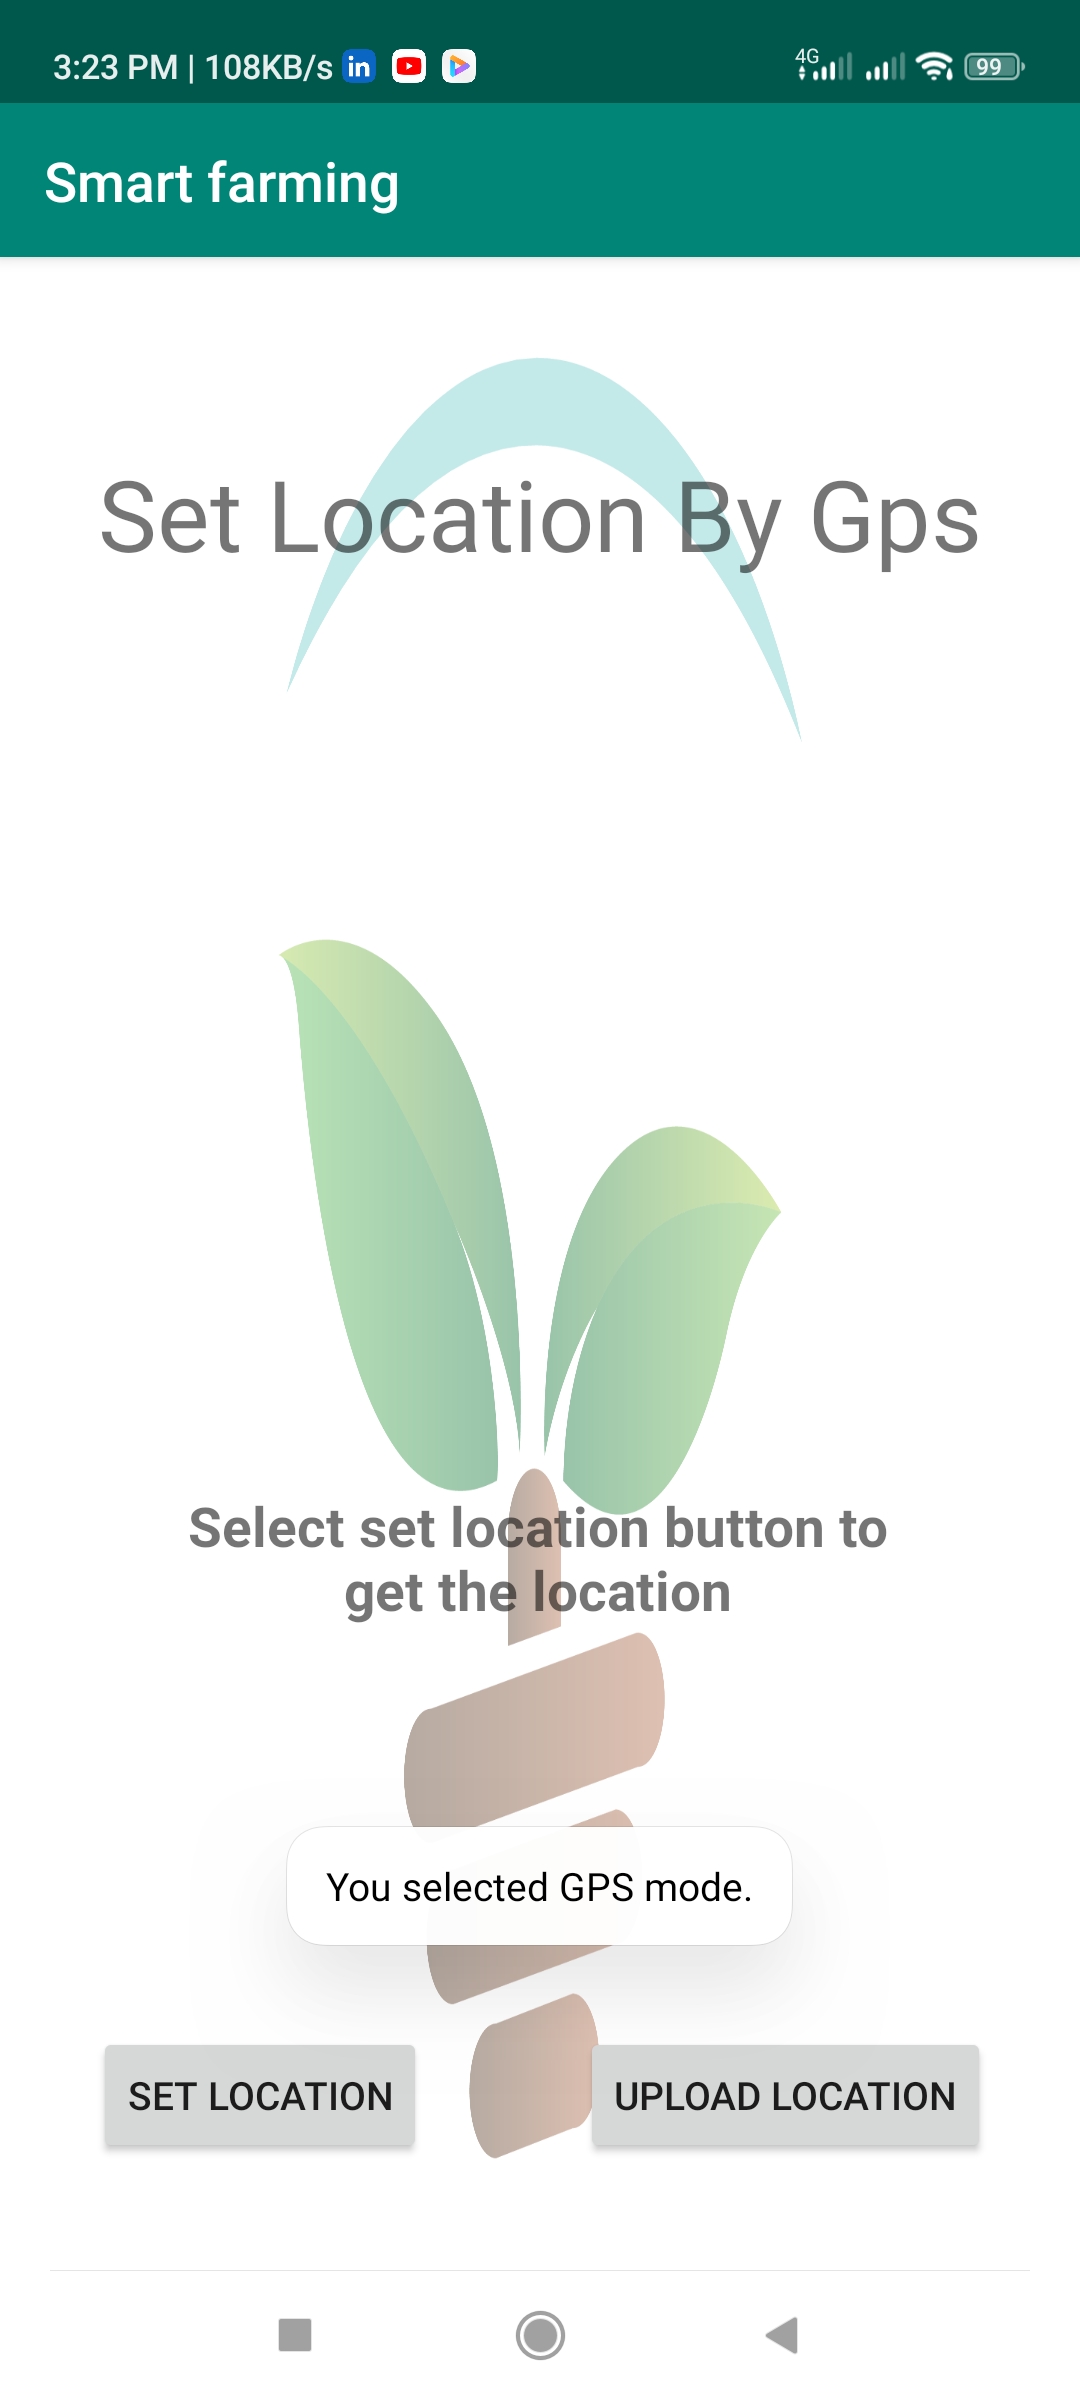 3:23 PM | 108KB/s in 4G 99
Smart farming
Set Location By Gps
Select set location button to
get the location
You selected GPS mode.
SET LOCATION UPLOAD LOCATION